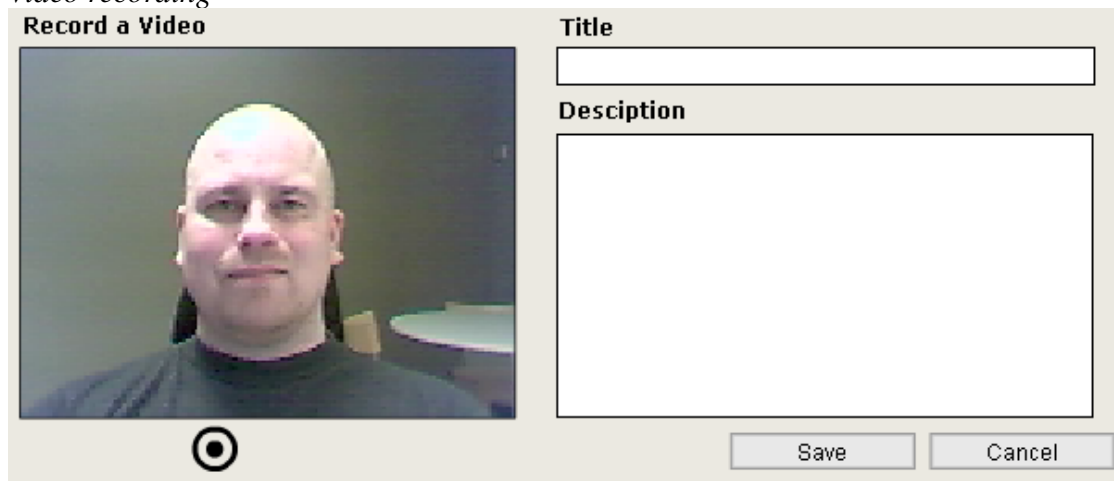 Video recording
Record a Video
Title
Desciption
Save
Cancel